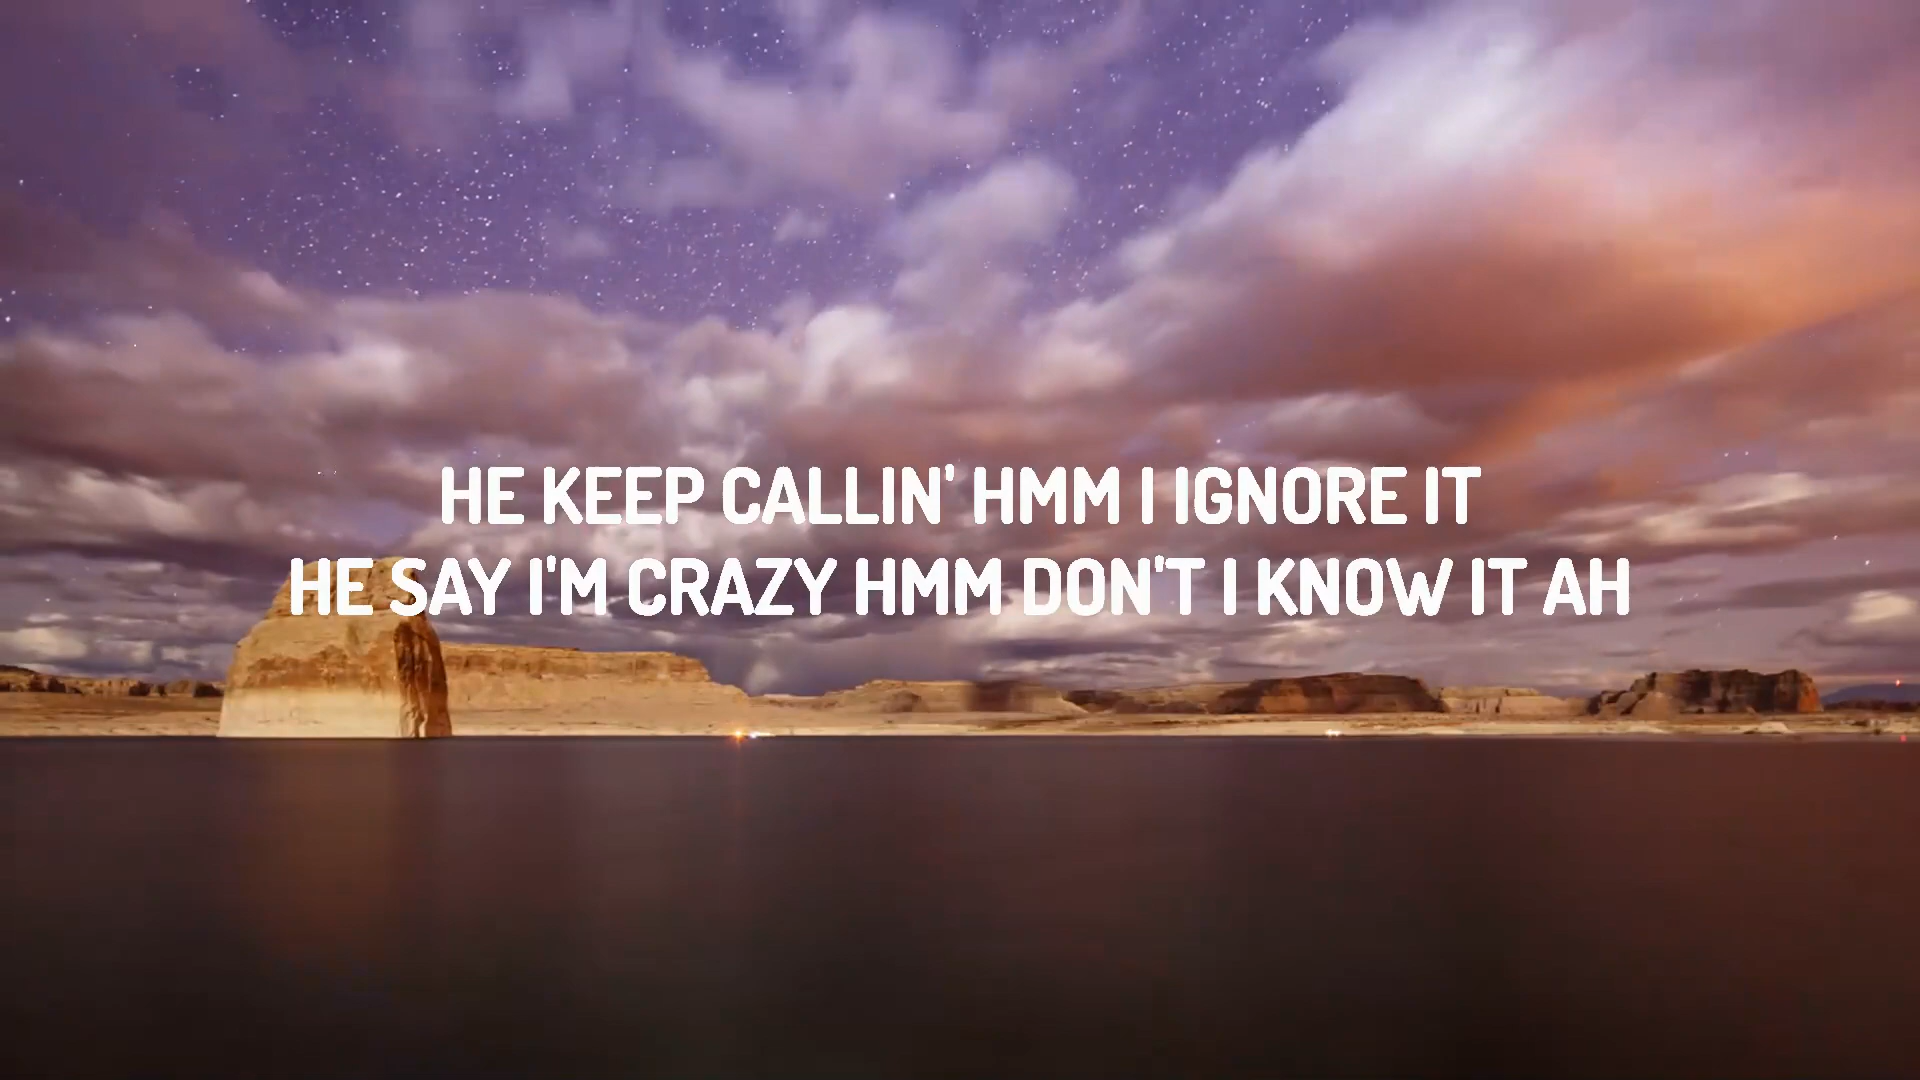 HE KEEP CALLIN' HMM I IGNORE IT
HE SAY I'M CRAZY HMM DON'T I KNOW IT AH